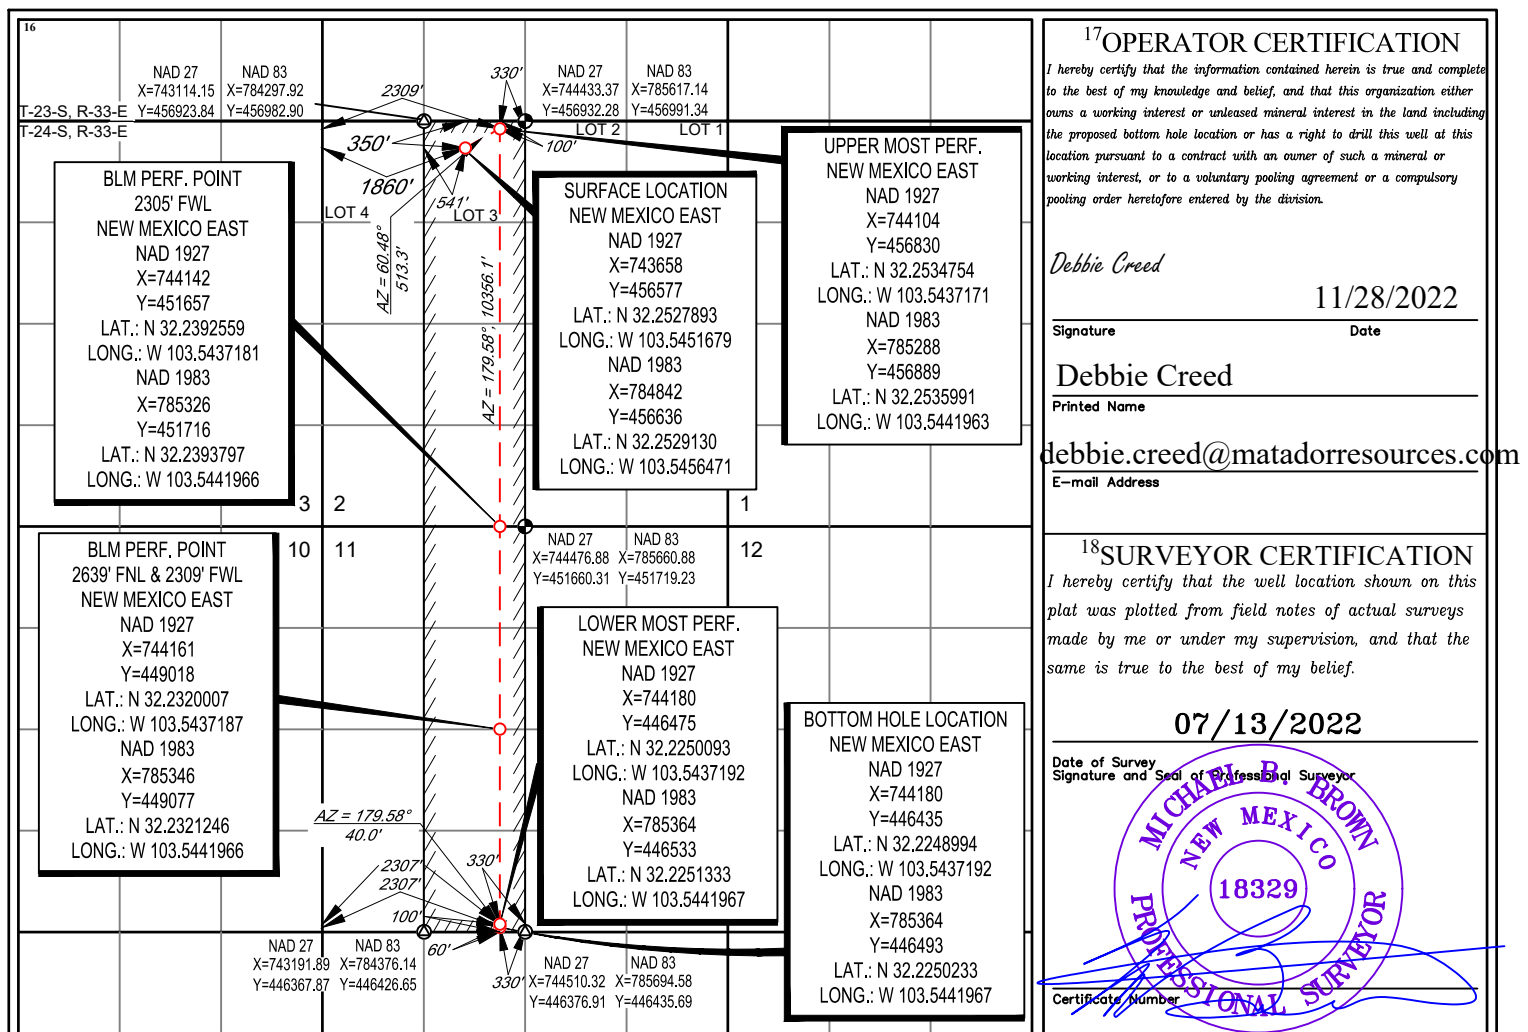 16
NAD 27
X=743114.15
Y=456923.84
NAD 83
X=784297.92
Y=456982.90
T-23-S, R-33-E
T-24-S, R-33-E
2309'
330'
NAD 27
X=744433.37
Y=456932.28
NAD 83
X=785617.14
Y=456991.34
LOT 2
LOT 1
350'
100'
1860'
541'
LOT 4
LOT 3
AZ = 60.48°
513.3'
AZ = 179.58°, 10356.1'
BLM PERF. POINT
2305' FWL
NEW MEXICO EAST
NAD 1927
X=744142
Y=451657
LAT.: N 32.2392559
LONG.: W 103.5437181
NAD 1983
X=785326
Y=451716
LAT.: N 32.2393797
LONG.: W 103.5441966
SURFACE LOCATION
NEW MEXICO EAST
NAD 1927
X=743658
Y=456577
LAT.: N 32.2527893
LONG.: W 103.5451679
NAD 1983
X=784842
Y=456636
LAT.: N 32.2529130
LONG.: W 103.5456471
UPPER MOST PERF.
NEW MEXICO EAST
NAD 1927
X=744104
Y=456830
LAT.: N 32.2534754
LONG.: W 103.5437171
NAD 1983
X=785288
Y=456889
LAT.: N 32.2535991
LONG.: W 103.5441963
3
2
1
10
11
12
NAD 27
X=744476.88
Y=451660.31
NAD 83
X=785660.88
Y=451719.23
BLM PERF. POINT
2639' FNL & 2309' FWL
NEW MEXICO EAST
NAD 1927
X=744161
Y=449018
LAT.: N 32.2320007
LONG.: W 103.5437187
NAD 1983
X=785346
Y=449077
LAT.: N 32.2321246
LONG.: W 103.5441966
LOWER MOST PERF.
NEW MEXICO EAST
NAD 1927
X=744180
Y=446475
LAT.: N 32.2250093
LONG.: W 103.5437192
NAD 1983
X=785364
Y=446533
LAT.: N 32.2251333
LONG.: W 103.5441967
BOTTOM HOLE LOCATION
NEW MEXICO EAST
NAD 1927
X=744180
Y=446435
LAT.: N 32.2248994
LONG.: W 103.5437192
NAD 1983
X=785364
Y=446493
LAT.: N 32.2250233
LONG.: W 103.5441967
AZ = 179.58°
40.0'
2307'
2307'
330'
100'
60'
330'
NAD 27
X=743191.89
Y=446367.87
NAD 83
X=784376.14
Y=446426.65
NAD 27
X=744510.32
Y=446376.91
NAD 83
X=785694.58
Y=446435.69
17OPERATOR CERTIFICATION
I hereby certify that the information contained herein is true and complete
to the best of my knowledge and belief, and that this organization either
owns a working interest or unleased mineral interest in the land including
the proposed bottom hole location or has a right to drill this well at this
location pursuant to a contract with an owner of such a mineral or
working interest, or to a voluntary pooling agreement or a compulsory
pooling order heretofore entered by the division.
Debbie Creed
11/28/2022
Signature Date
Debbie Creed
Printed Name
debbie.creed@matadorresources.com
E-mail Address
18SURVEYOR CERTIFICATION
I hereby certify that the well location shown on this
plat was plotted from field notes of actual surveys
made by me or under my supervision, and that the
same is true to the best of my belief.
07/13/2022
Date of Survey
Signature and Seal of Professional Surveyor
MICHAEL B. BROWN
NEW MEXICO
18329
PROFESSIONAL SURVEYOR
Certificate Number